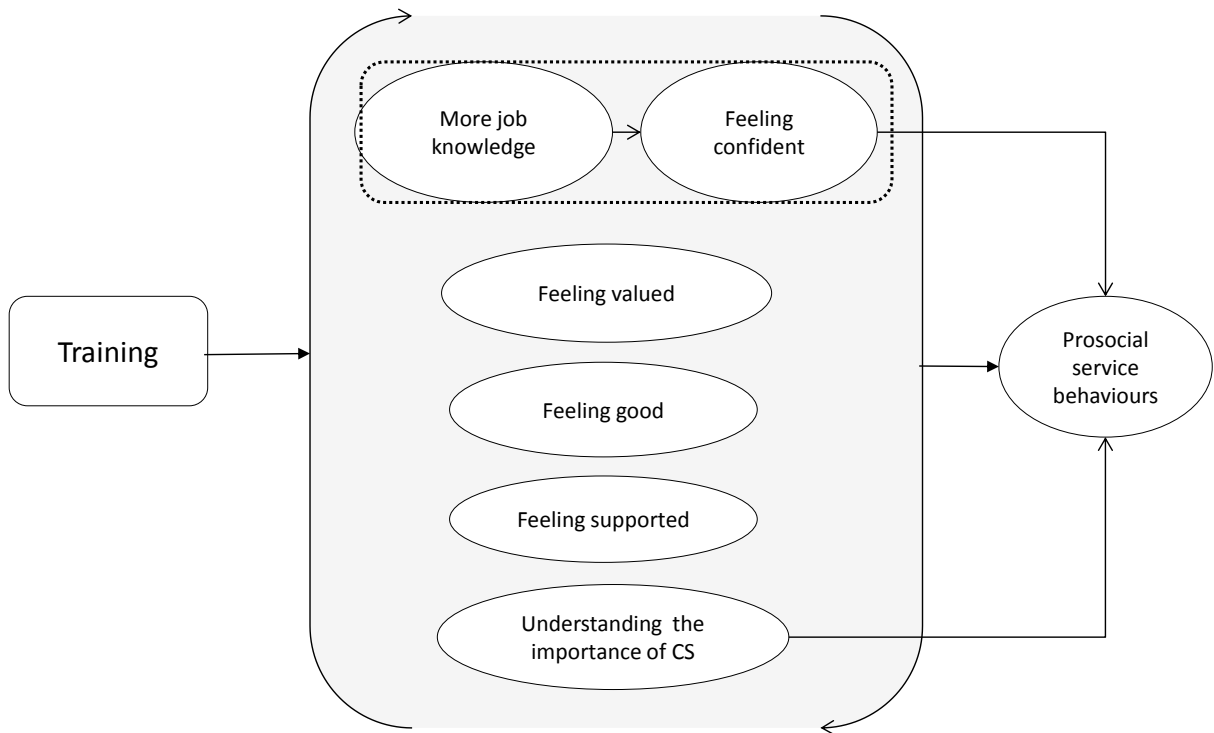 More job
knowledge
Feeling
confident
Feeling valued
Training
Prosocial
service
behaviours
Feeling good
Feeling supported
Understanding  the
importance of CS